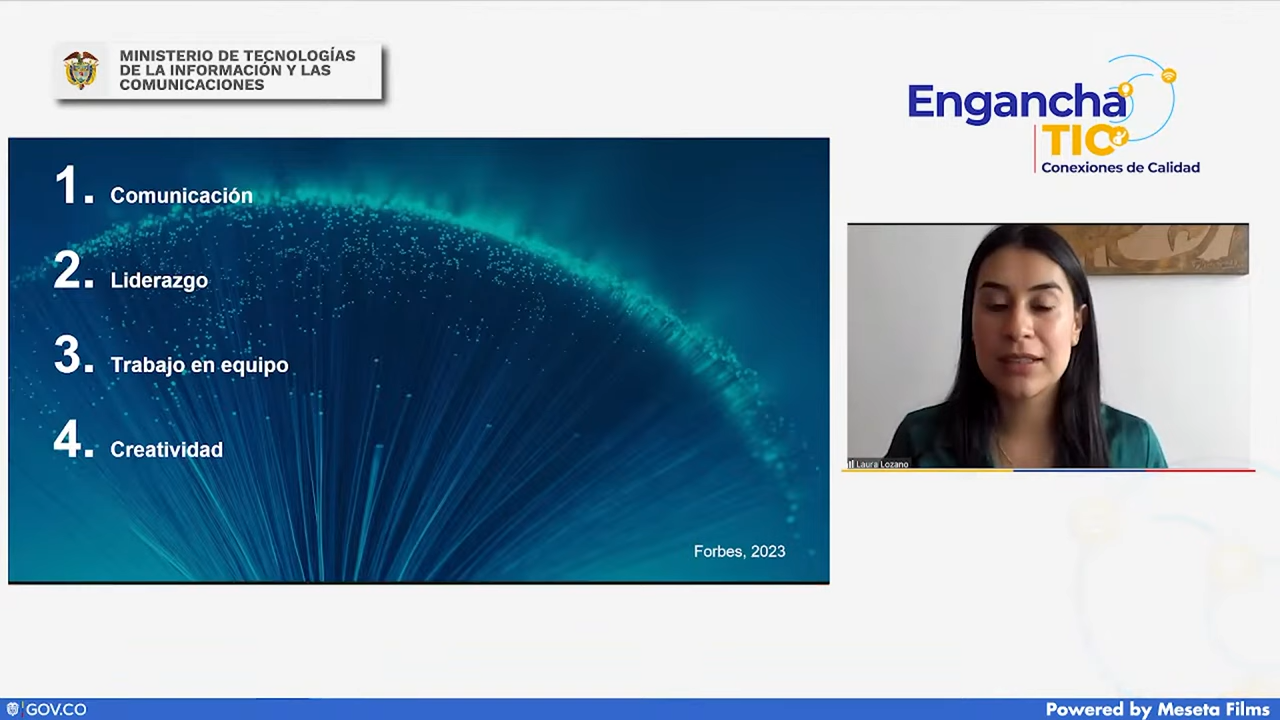 MINISTERIO DE TECNOLOGÍAS
DE LA INFORMACIÓN Y LAS
COMUNICACIONES
Engancha
TIC
Conexiones de Calidad
1. Comunicación
2. Liderazgo
3. Trabajo en equipo
4. Creatividad
Forbes, 2023
Laura Lozano
GOV.CO
Powered by Meseta Films